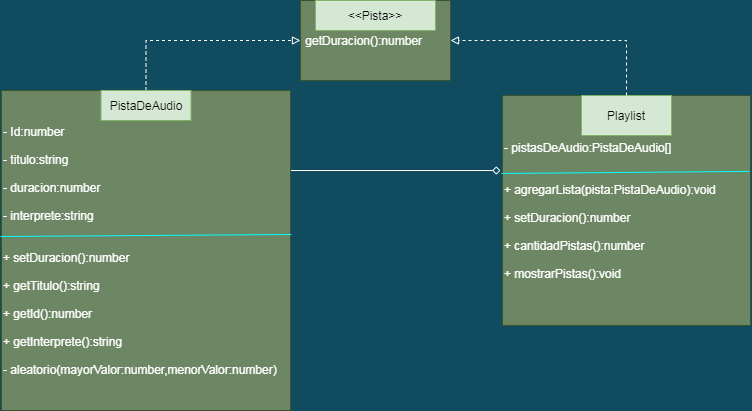 <<Pista>>
getDuracion():number
PistaDeAudio
- Id:number
- titulo:string
- duracion:number
- interprete:string
+ setDuracion():number
+ getTitulo():string
+ getId():number
+ getInterprete():string
- aleatorio(mayorValor:number,menorValor:number)
Playlist
- pistasDeAudio:PistaDeAudio[]
+ agregarLista(pista:PistaDeAudio):void
+ setDuracion():number
+ cantidadPistas():number
+ mostrarPistas():void